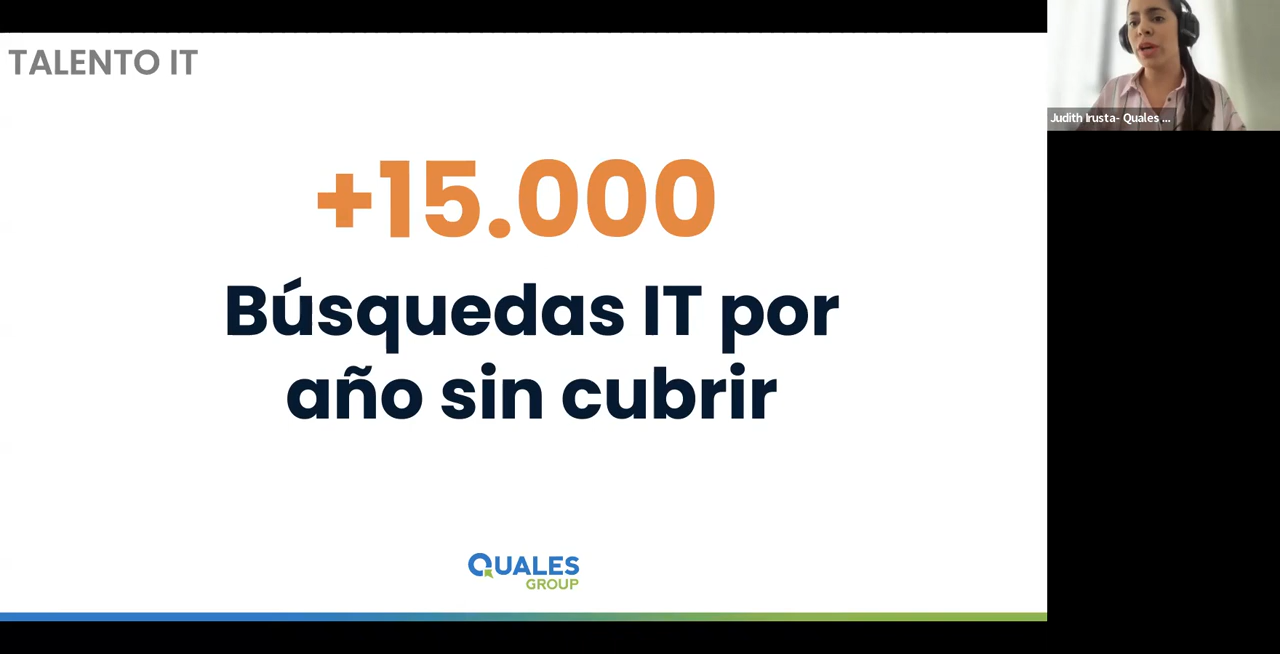 TALENTO IT
Judith Irusta- Quales ...
+15.000
Búsquedas IT por
año sin cubrir
QUALES
GROUP